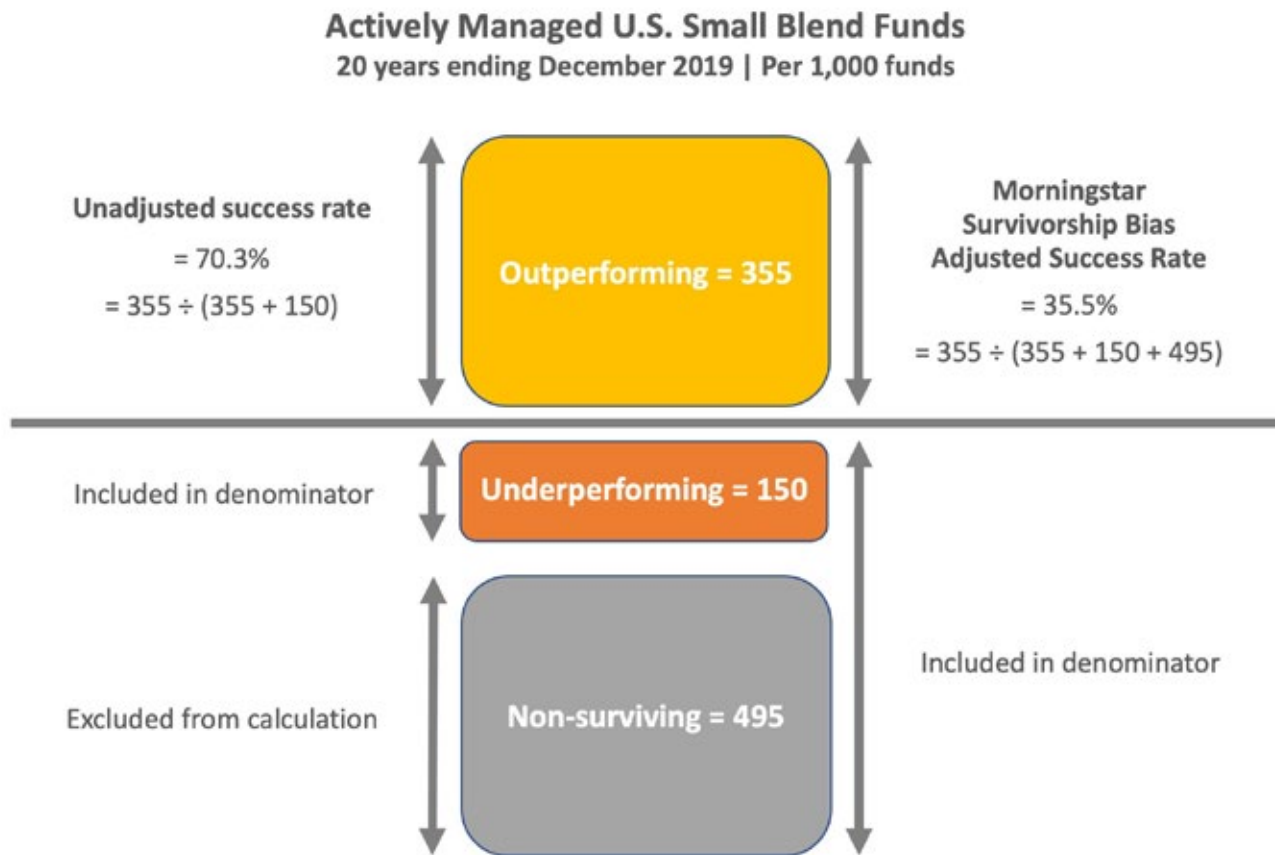 Actively Managed U.S. Small Blend Funds
20 years ending December 2019 | Per 1,000 funds
Unadjusted success rate
= 70.3%
= 355 ÷ (355 + 150)
Outperforming = 355
Morningstar
Survivorship Bias
Adjusted Success Rate
= 35.5%
= 355 ÷ (355 + 150 + 495)
Included in denominator
Underperforming = 150
Excluded from calculation
Non-surviving = 495
Included in denominator